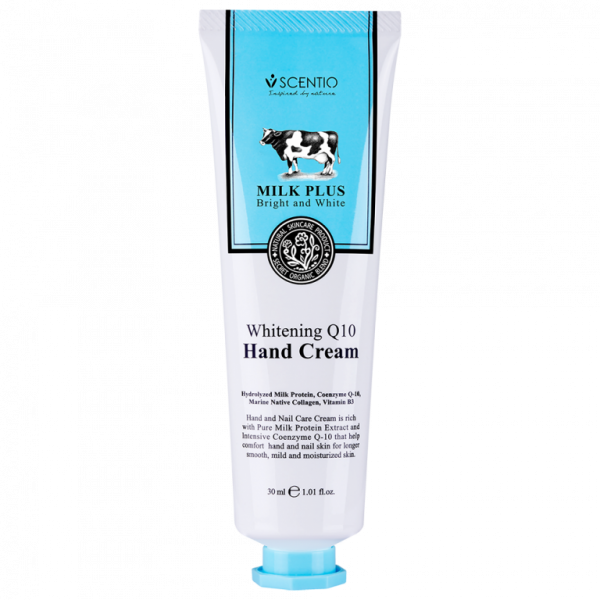 SCENTIO
Inspired by nature
MILK PLUS
Bright and White
NATURAL SKINCARE PRODUCT
SECRET ORGANIC BLEND
Whitening Q10
Hand Cream
Hydrolyzed Milk Protein, Coenzyme Q-10,
Marine Native Collagen, Vitamin B3
Hand and Nail Care Cream is rich
with Pure Milk Protein Extract and
Intensive Coenzyme Q-10 that help
comfort hand and nail skin for longer
smooth, mild and moisturized skin.
30 ml ℮ 1.01 fl.oz.